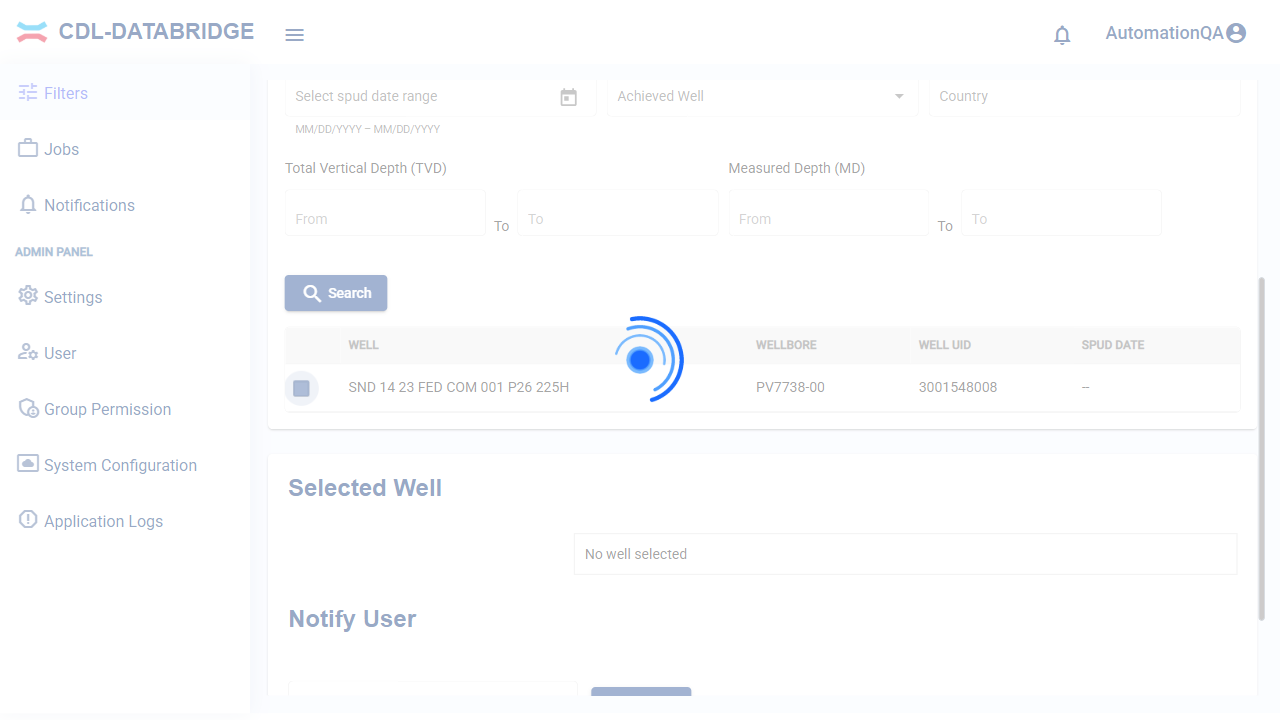 CDL-DATABRIDGE
AutomationQA
Filters
Jobs
Notifications
ADMIN PANEL
Settings
User
Group Permission
System Configuration
Application Logs
Select spud date range
Achieved Well
Country
MM/DD/YYYY – MM/DD/YYYY
Total Vertical Depth (TVD)
Measured Depth (MD)
From
To
To
From
To
To
Search
WELL
WELLBORE
WELL UID
SPUD DATE
SND 14 23 FED COM 001 P26 225H
PV7738-00
3001548008
--
Selected Well
No well selected
Notify User